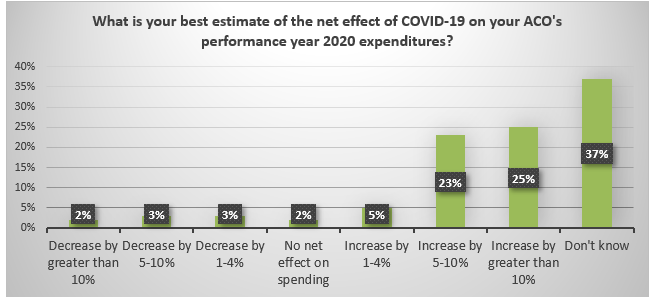 What is your best estimate of the net effect of COVID-19 on your ACO's
performance year 2020 expenditures?
40%
35%
30%
25%
20%
15%
10%
5%
0%
2%
3%
3%
2%
5%
23%
25%
37%
Decrease by
greater than
10%
Decrease by
5-10%
Decrease by
1-4%
No net
effect on
spending
Increase by
1-4%
Increase by
5-10%
Increase by
greater than
10%
Don't know